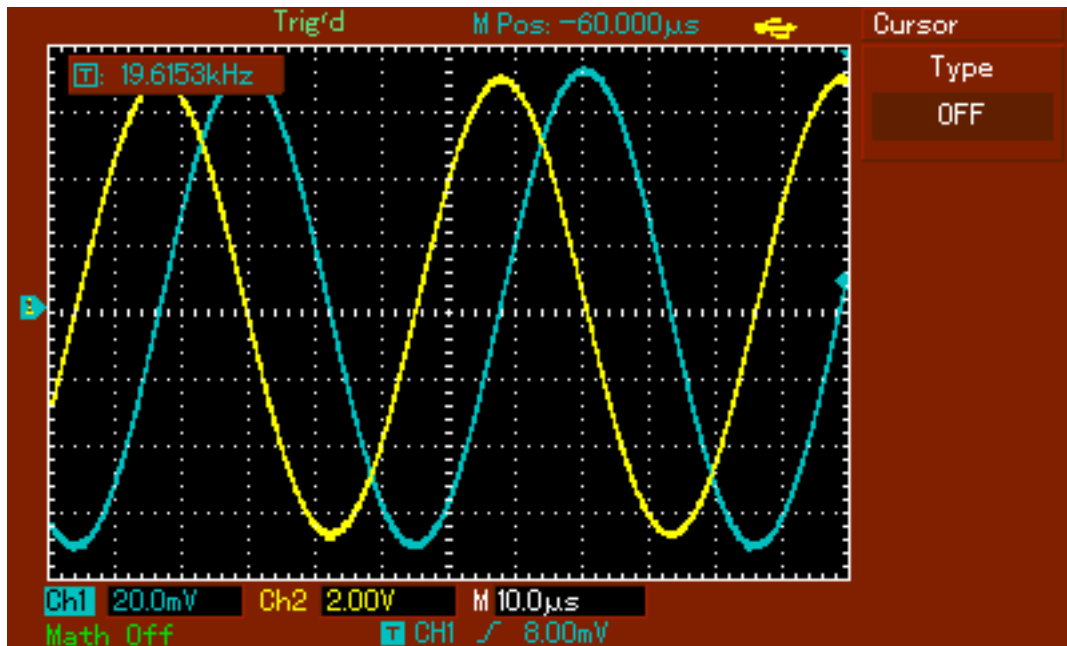 Trig'd M Pos: -60.000µs Cursor
T: 19.6153kHz Type
OFF
Ch1 20.0mV Ch2 2.00V M 10.0µs
Math Off T CH1 8.00mV